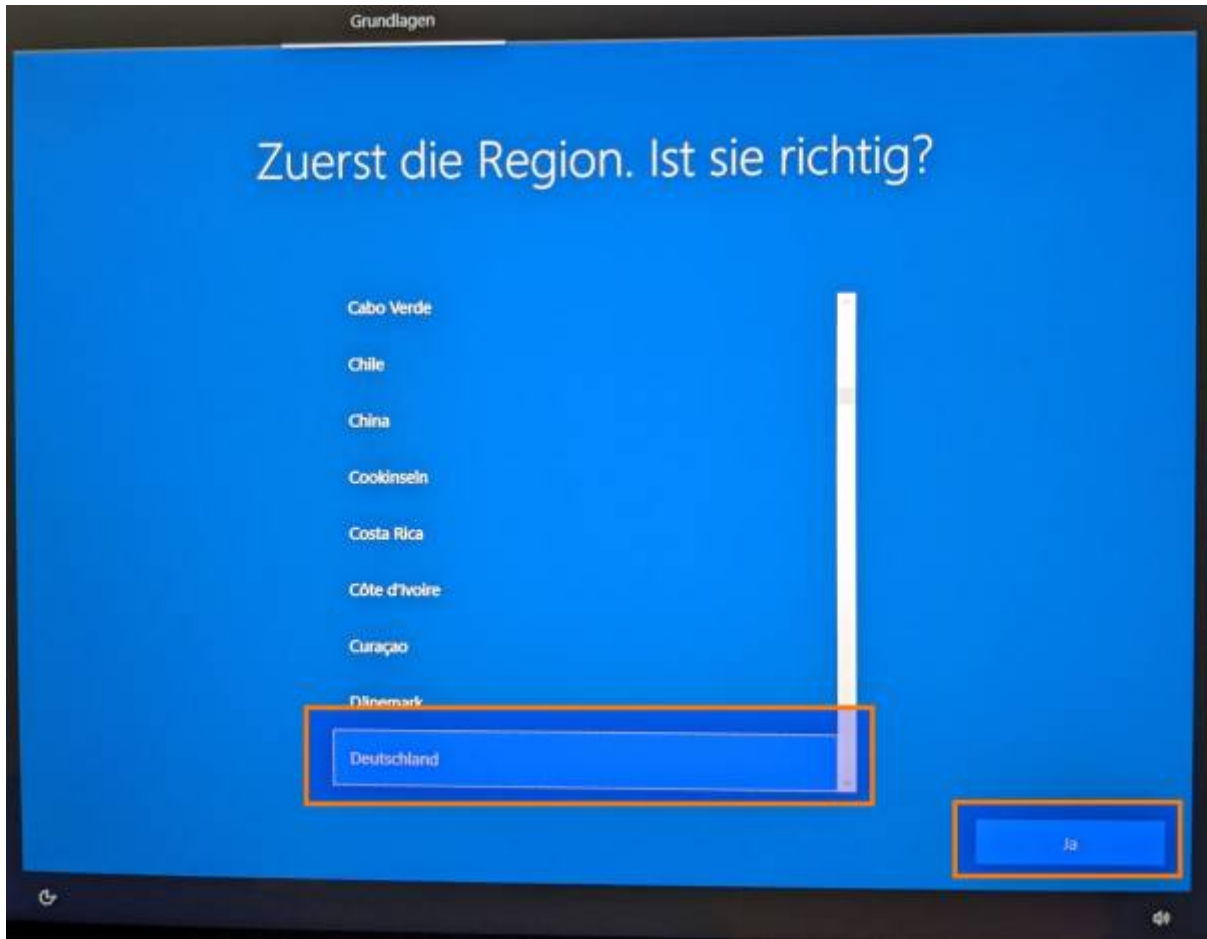 Grundlagen
Zuerst die Region. Ist sie richtig?
Cabo Verde
Chile
China
Cookinseln
Costa Rica
Côte d'Ivoire
Curaçao
Dänemark
Deutschland
Ja